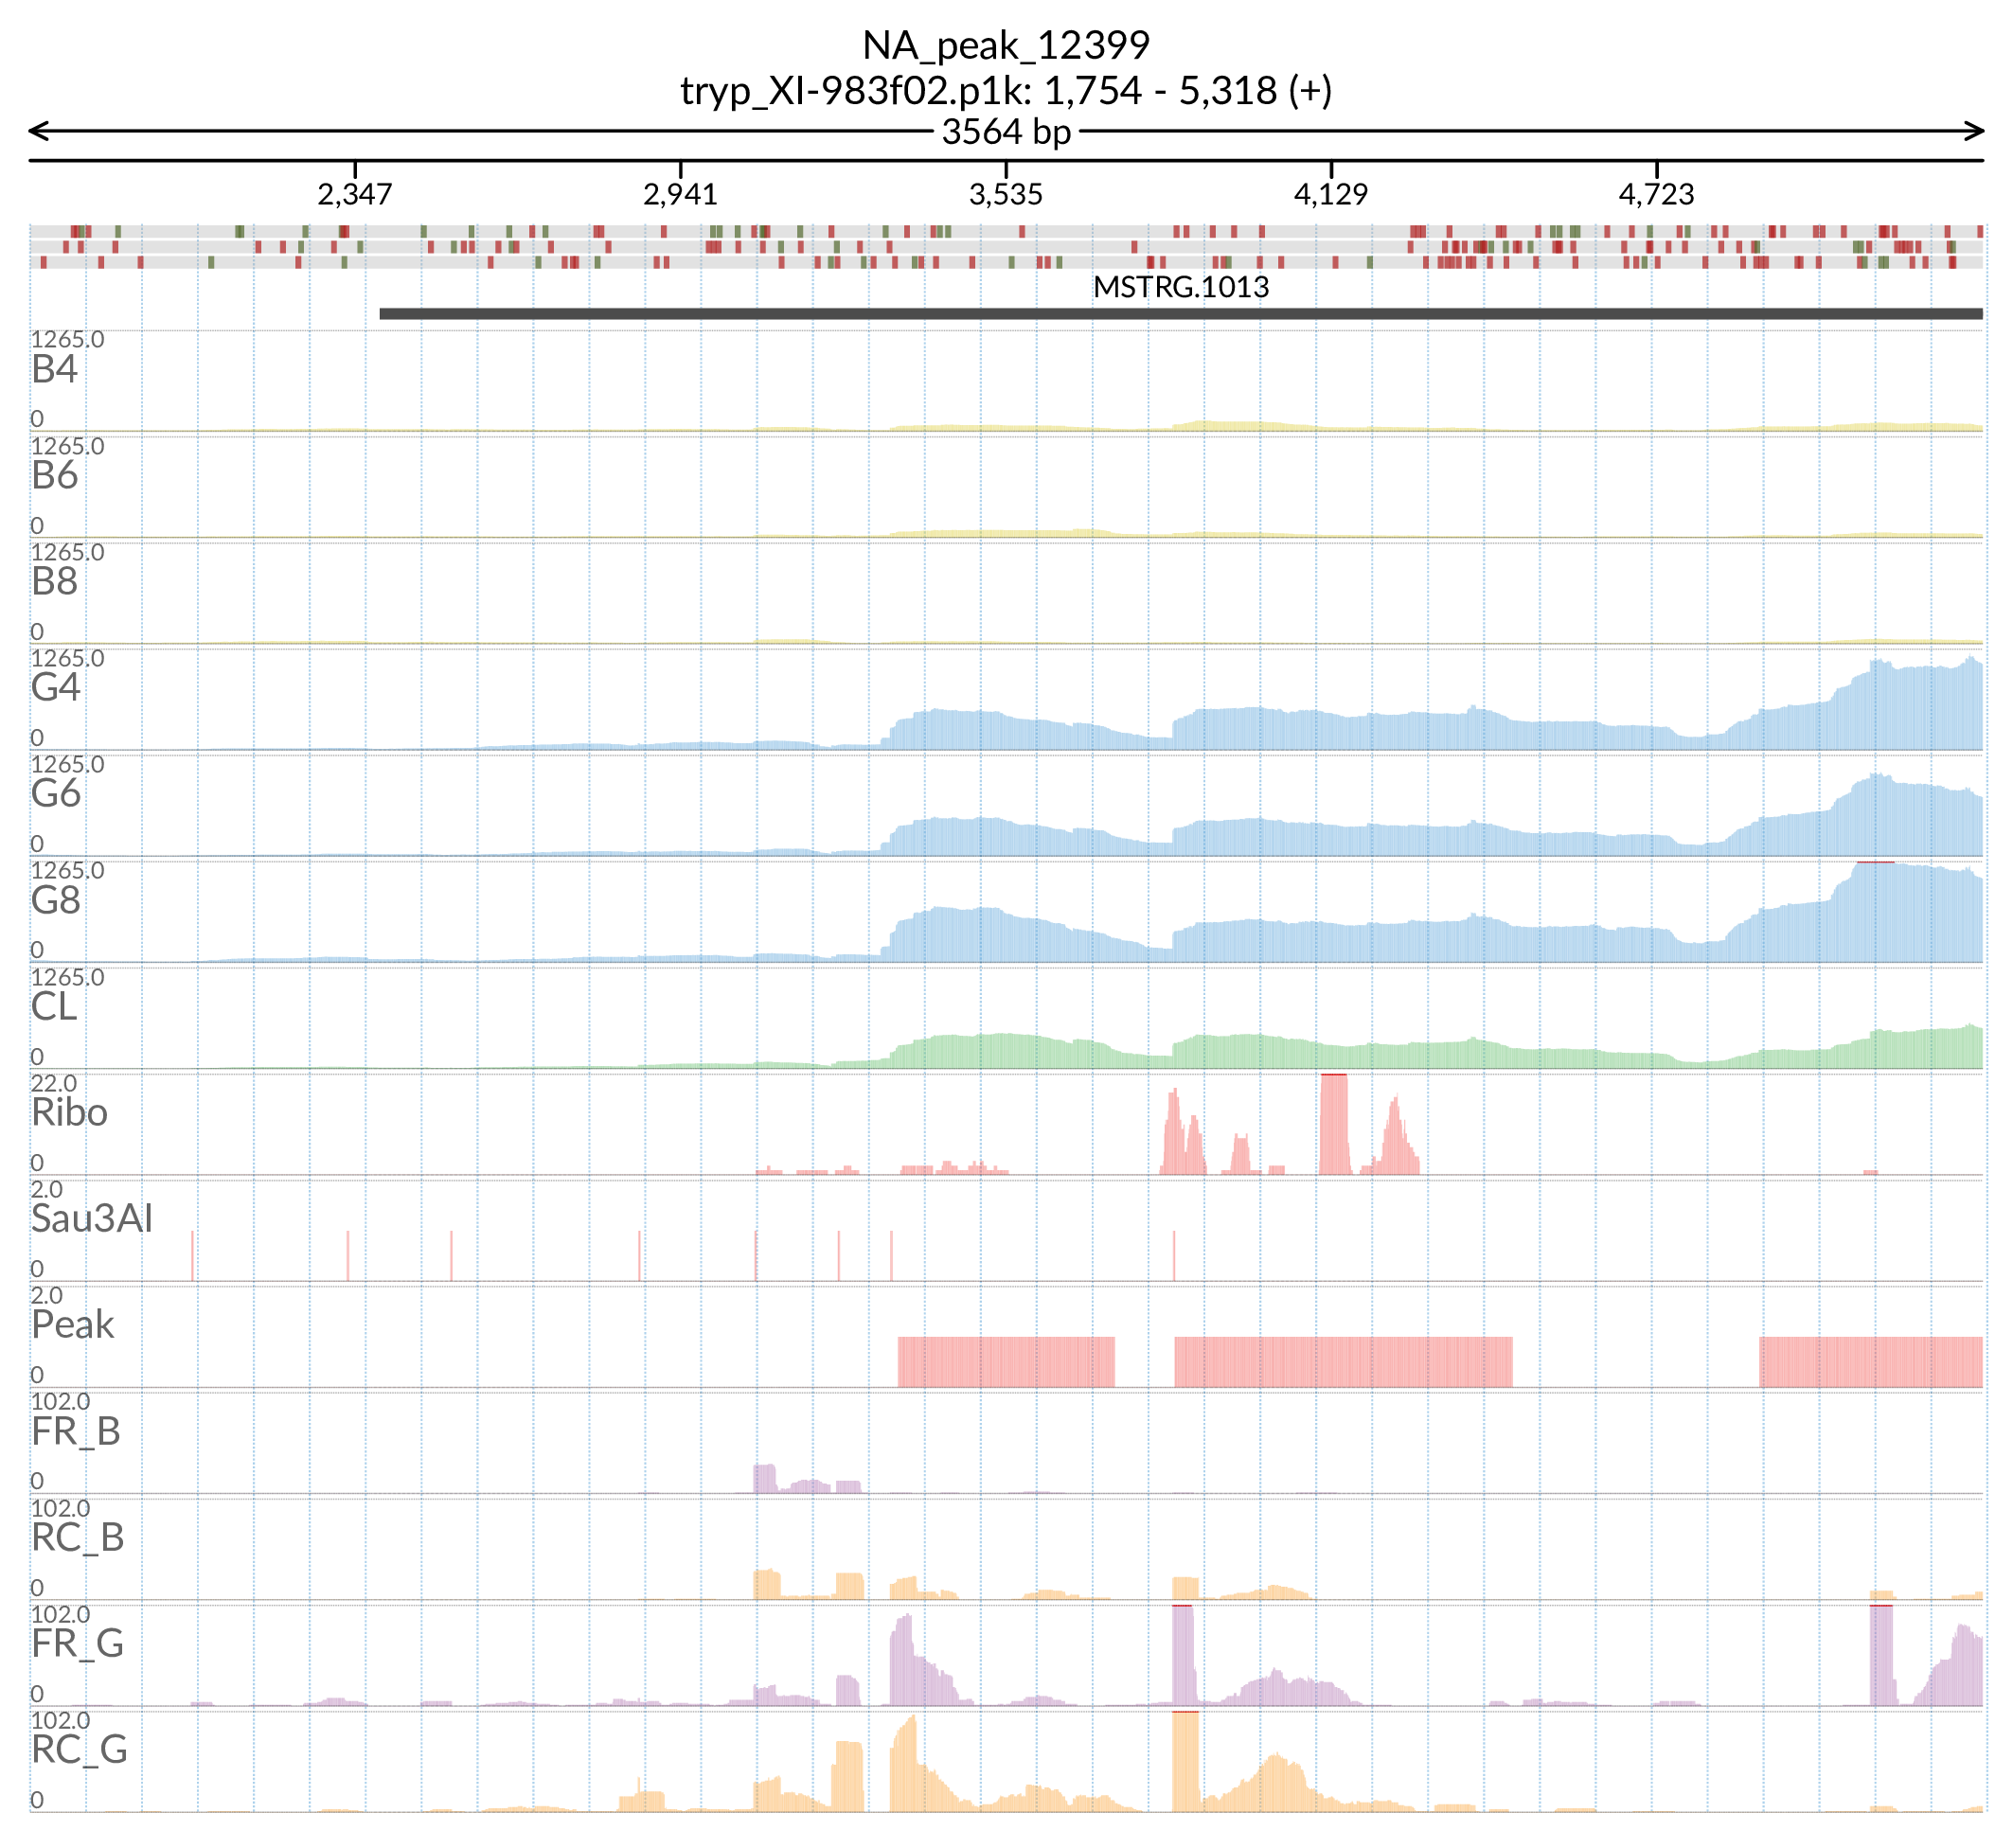 NA_peak_12399
tryp_XI-983f02.p1k: 1,754 - 5,318 (+)
3564 bp
2,347 2,941 3,535 4,129 4,723
MSTRG.1013
1265.0
B4
0
1265.0
B6
0
1265.0
B8
0
1265.0
G4
0
1265.0
G6
0
1265.0
G8
0
1265.0
CL
0
22.0
Ribo
0
2.0
Sau3AI
0
2.0
Peak
0
102.0
FR_B
0
102.0
RC_B
0
102.0
FR_G
0
102.0
RC_G
0